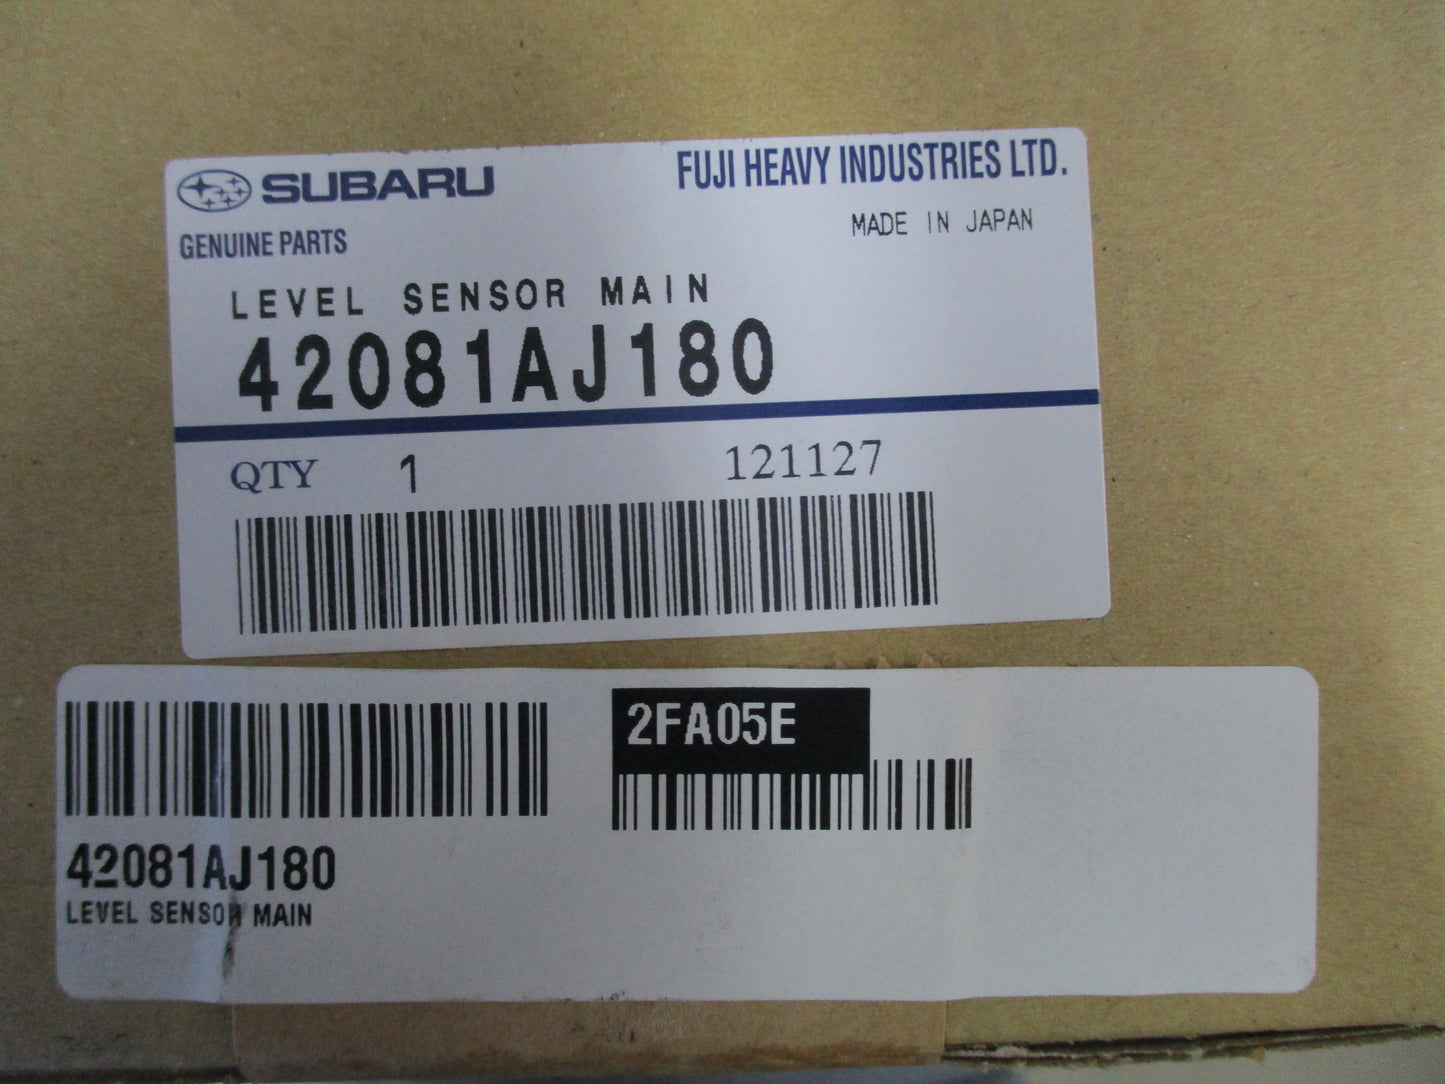 SUBARU
FUJI HEAVY INDUSTRIES LTD.
GENUINE PARTS
MADE IN JAPAN
LEVEL SENSOR MAIN
42081AJ180
QTY 1 121127
2FA05E
42081AJ180
LEVEL SENSOR MAIN